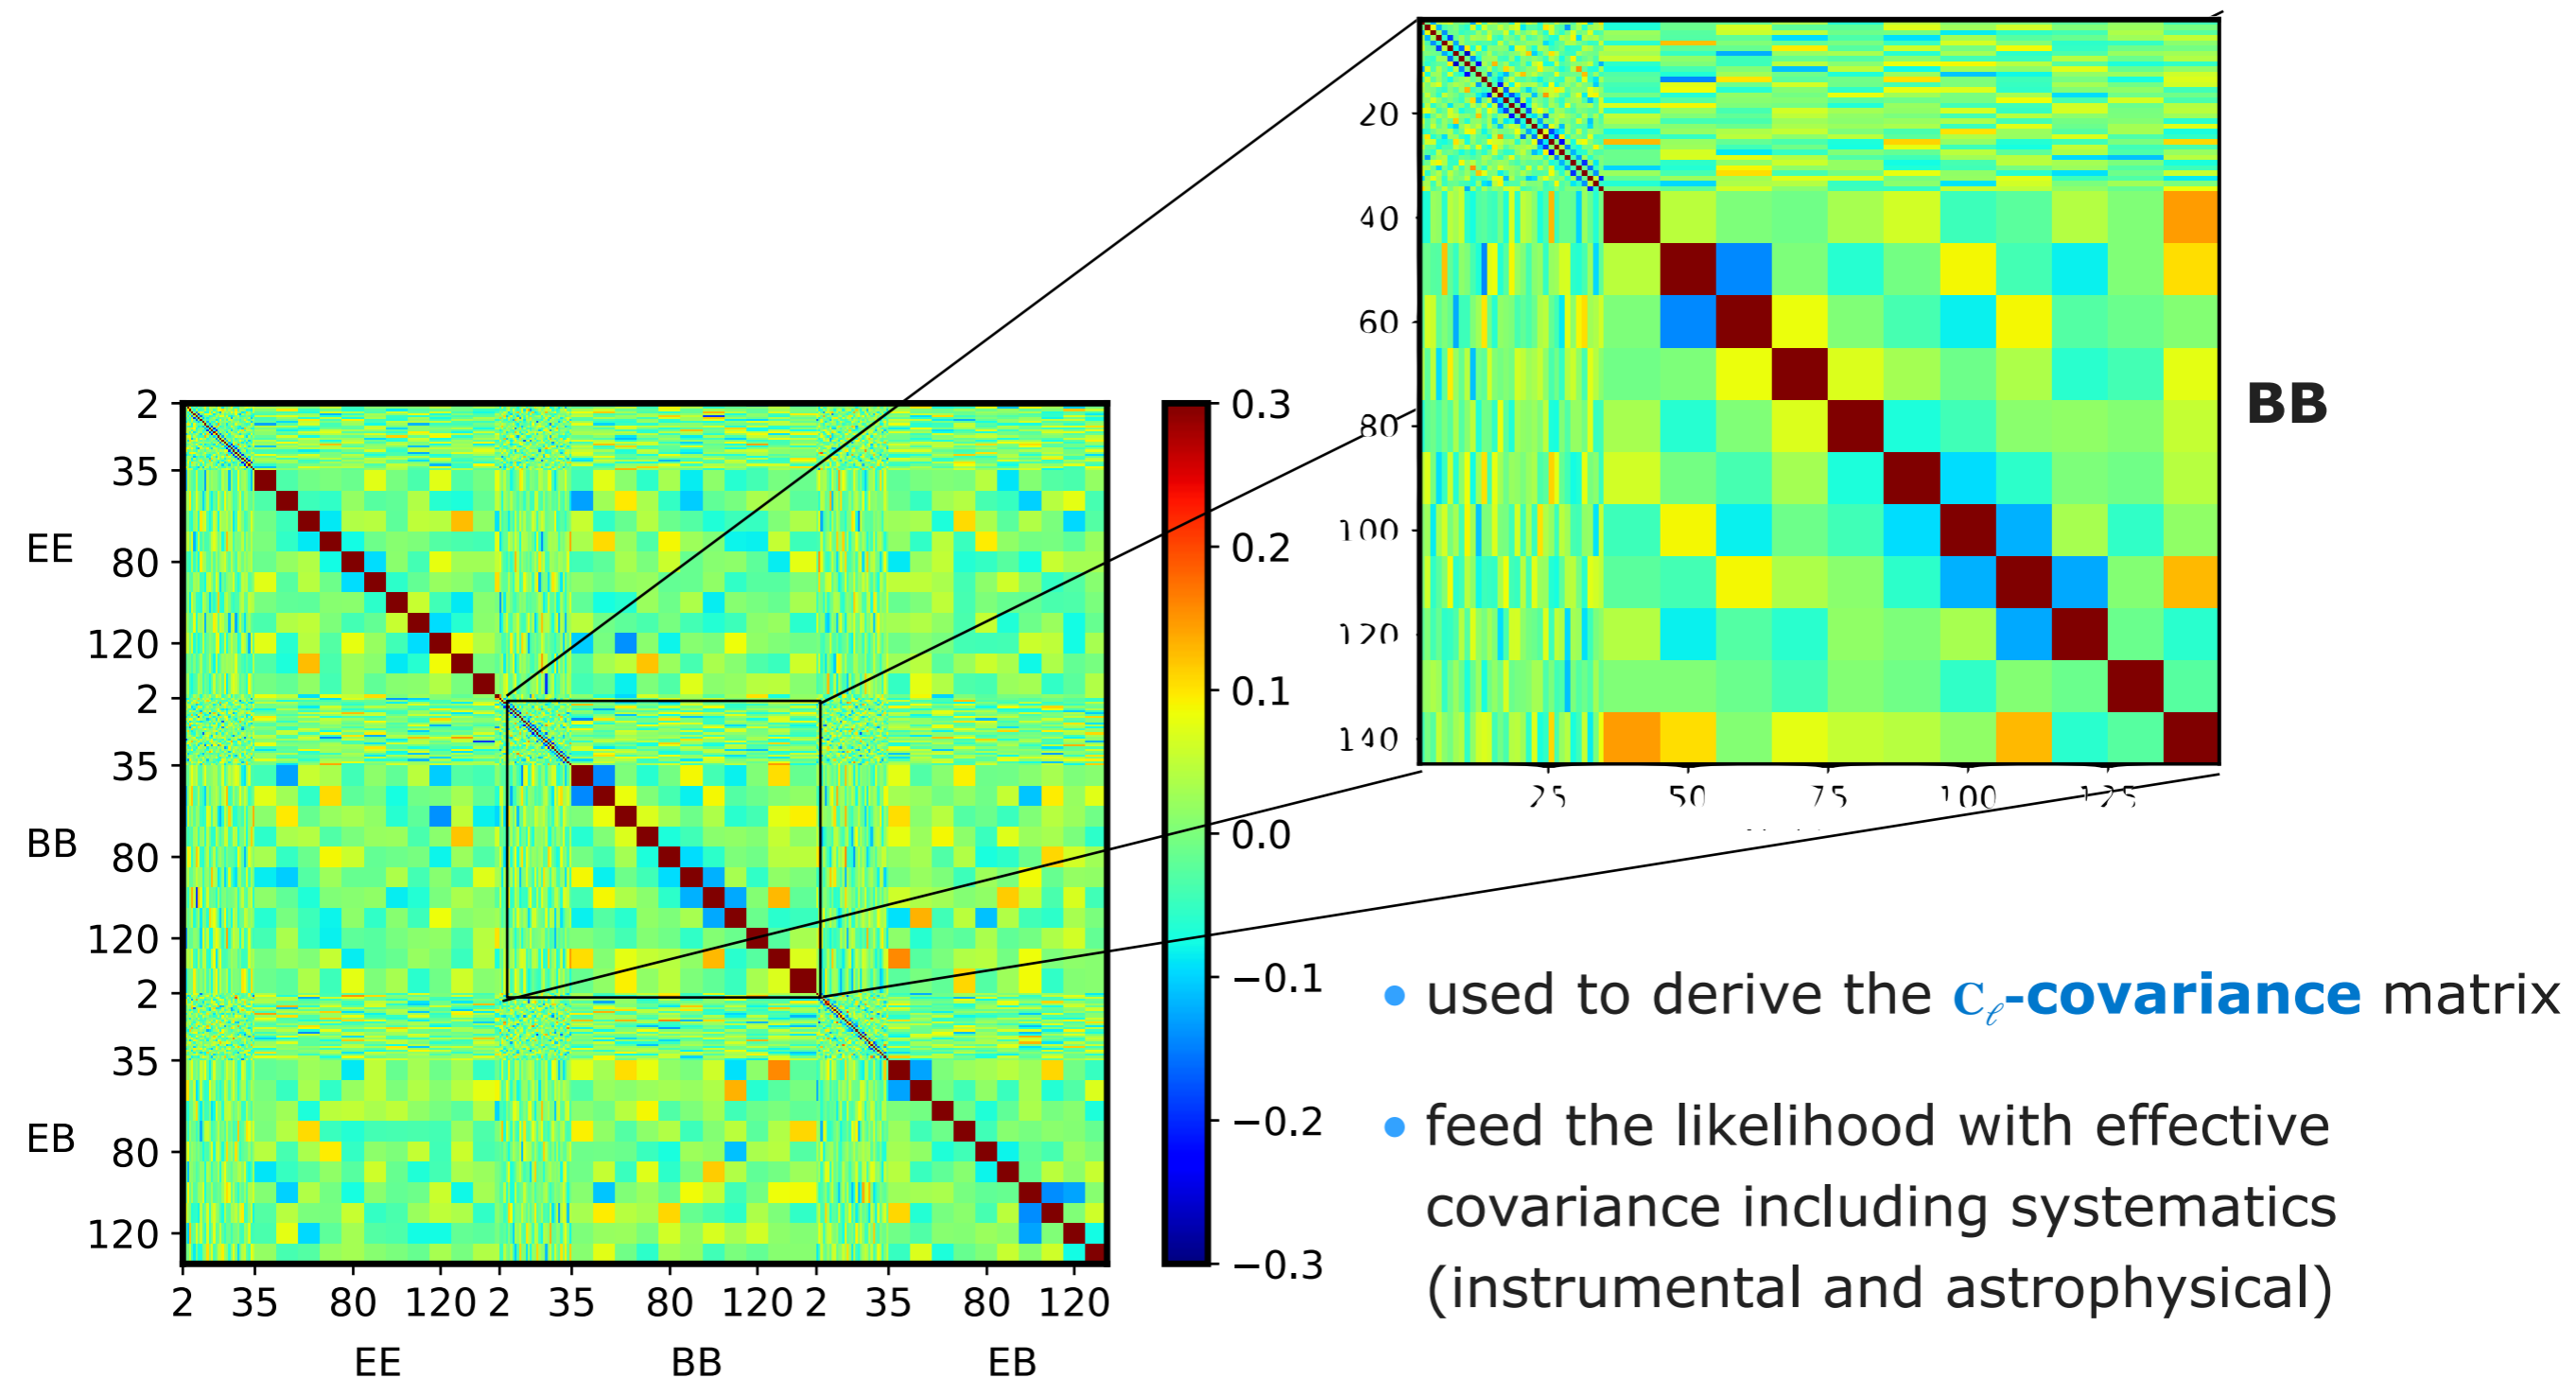 20
40
60
80
100
120
140
25 50 75 100 125
BB
2
35
80
120
2
35
80
120
2
35
80
120
EE
BB
EB
2 35 80 120 2 35 80 120 2 35 80 120
EE BB EB
0.3
0.2
0.1
0.0
−0.1
−0.2
−0.3
• used to derive the Cℓ-covariance matrix
• feed the likelihood with effective
covariance including systematics
(instrumental and astrophysical)